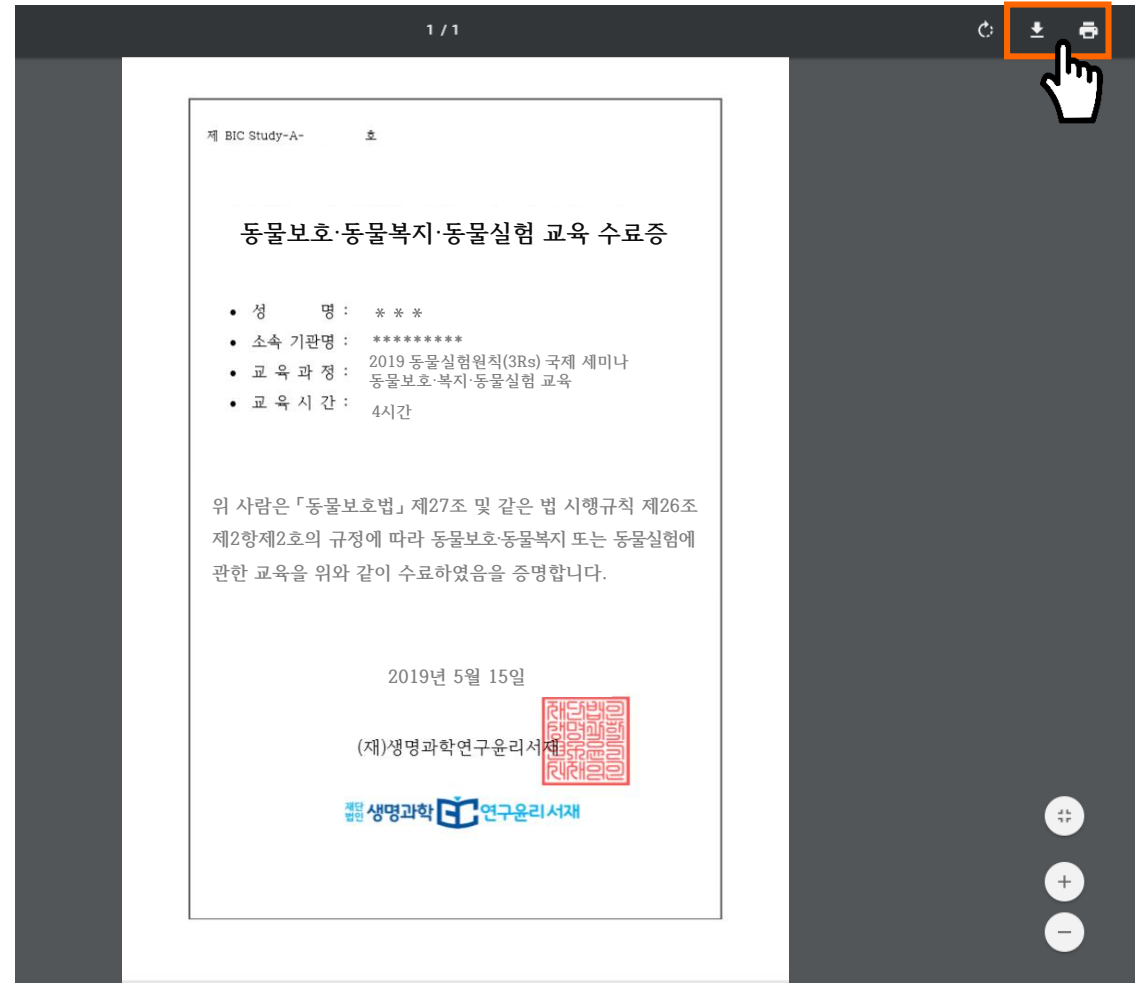 1 / 1
제 BIC Study-A- 호
동물보호·동물복지·동물실험 교육 수료증
• 성 명 : * * *
• 소속 기관명 : *********
• 교 육 과 정 : 2019 동물실험원칙(3Rs) 국제 세미나
동물보호·복지·동물실험 교육
• 교 육 시 간 : 4시간
위 사람은 「동물보호법」 제27조 및 같은 법 시행규칙 제26조
제2항제2호의 규정에 따라 동물보호·동물복지 또는 동물실험에
관한 교육을 위와 같이 수료하였음을 증명합니다.
2019년 5월 15일
(재)생명과학연구윤리서재
재단법인 생명과학 연구윤리서재